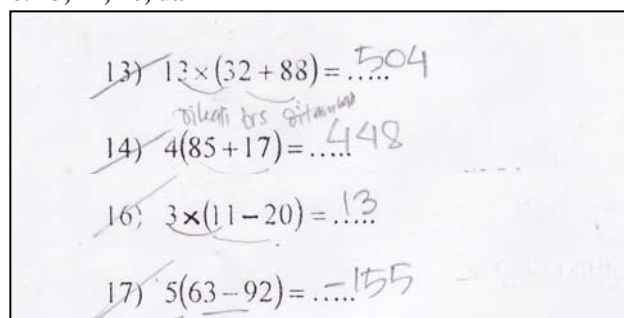 13) 13×(32 + 88) = ..... 504
dikali trs ditambah
14) 4(85 + 17) = ..... 448
16) 3×(11 − 20) = ..... 13
17) 5(63 − 92) = ..... −155